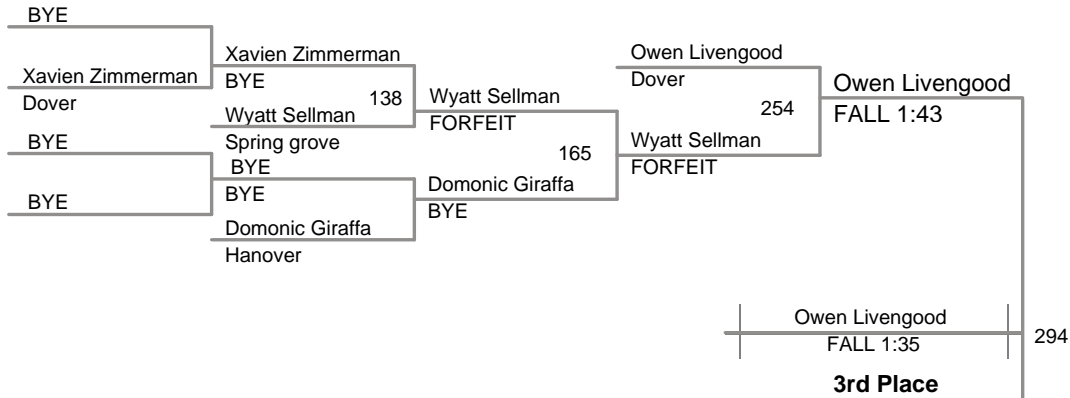 BYE
Xavien Zimmerman
Dover
BYE
BYE
Xavien Zimmerman
BYE
138
Wyatt Sellman
Spring grove
BYE
BYE
Domonic Giraffa
Hanover
Wyatt Sellman
FORFEIT
165
Domonic Giraffa
BYE
Owen Livengood
Dover
254
Wyatt Sellman
FORFEIT
Owen Livengood
FALL 1:43
Owen Livengood
FALL 1:35
294
3rd Place